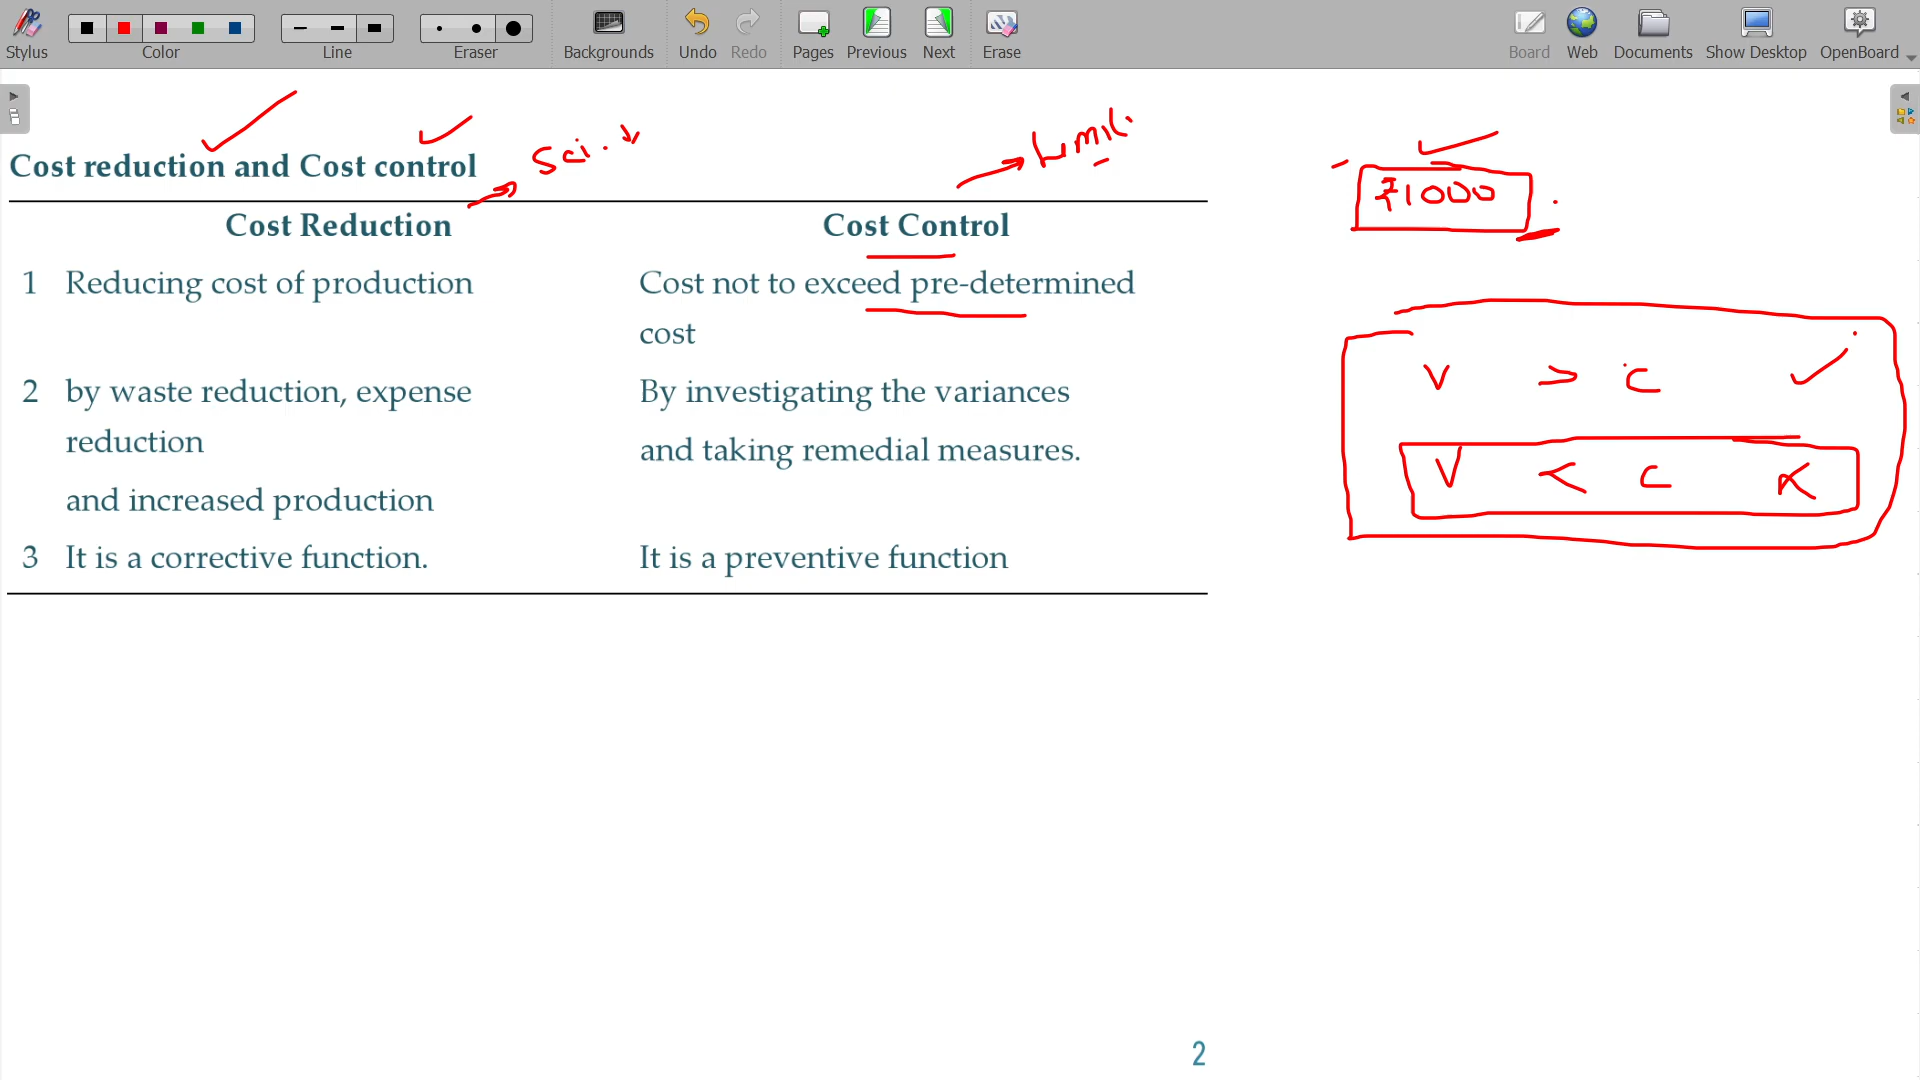 Stylus Color Line Eraser Backgrounds Undo Redo Pages Previous Next Erase Board Web Documents Show Desktop OpenBoard
Sci.
Limit
₹1000
Cost reduction and Cost control
Cost Reduction Cost Control
1 Reducing cost of production Cost not to exceed pre-determined
cost
2 by waste reduction, expense By investigating the variances
reduction
and taking remedial measures.
and increased production
3 It is a corrective function. It is a preventive function
V > C
V < C
2